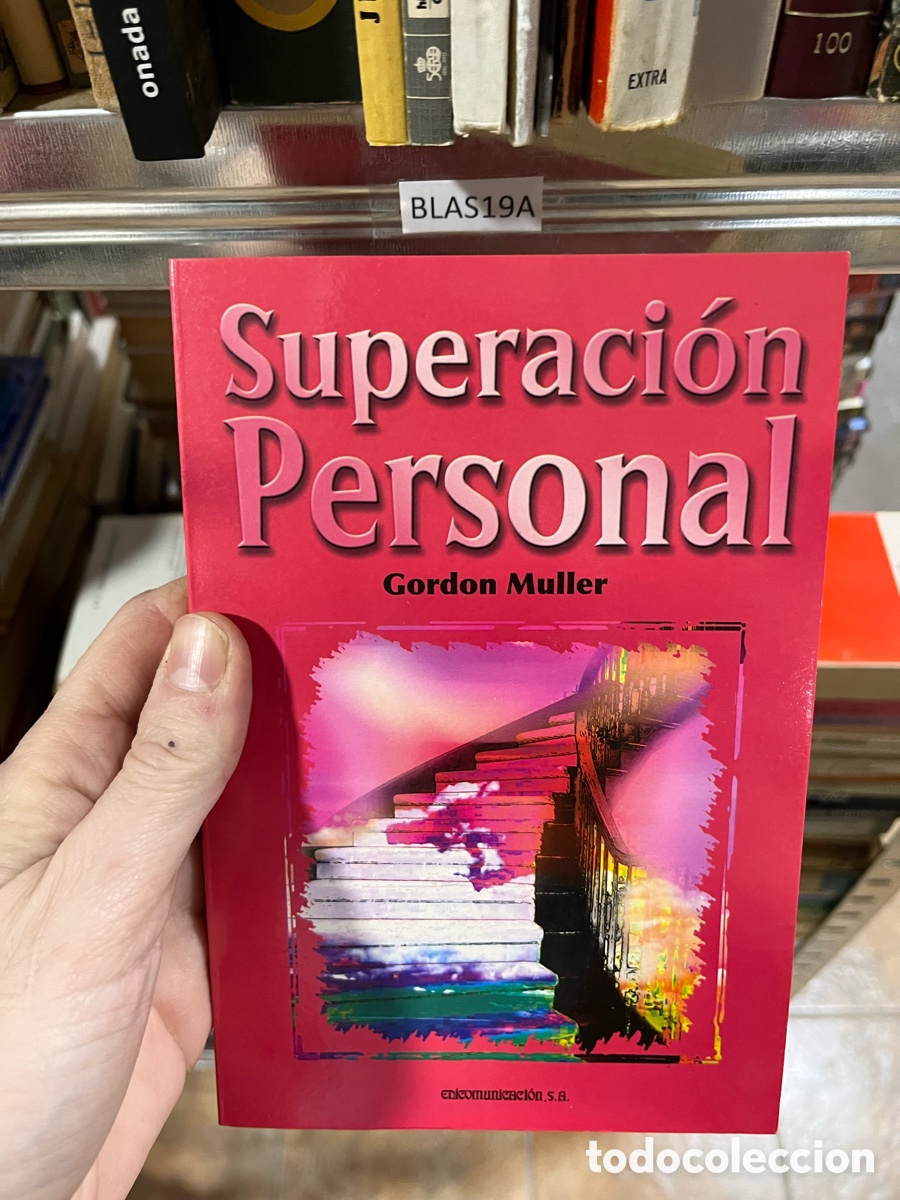 onada
EXTRA
100
BLAS19A
Superación
Personal
Gordon Muller
EDICOMUNICACIÓN, S.A.
todocoleccion